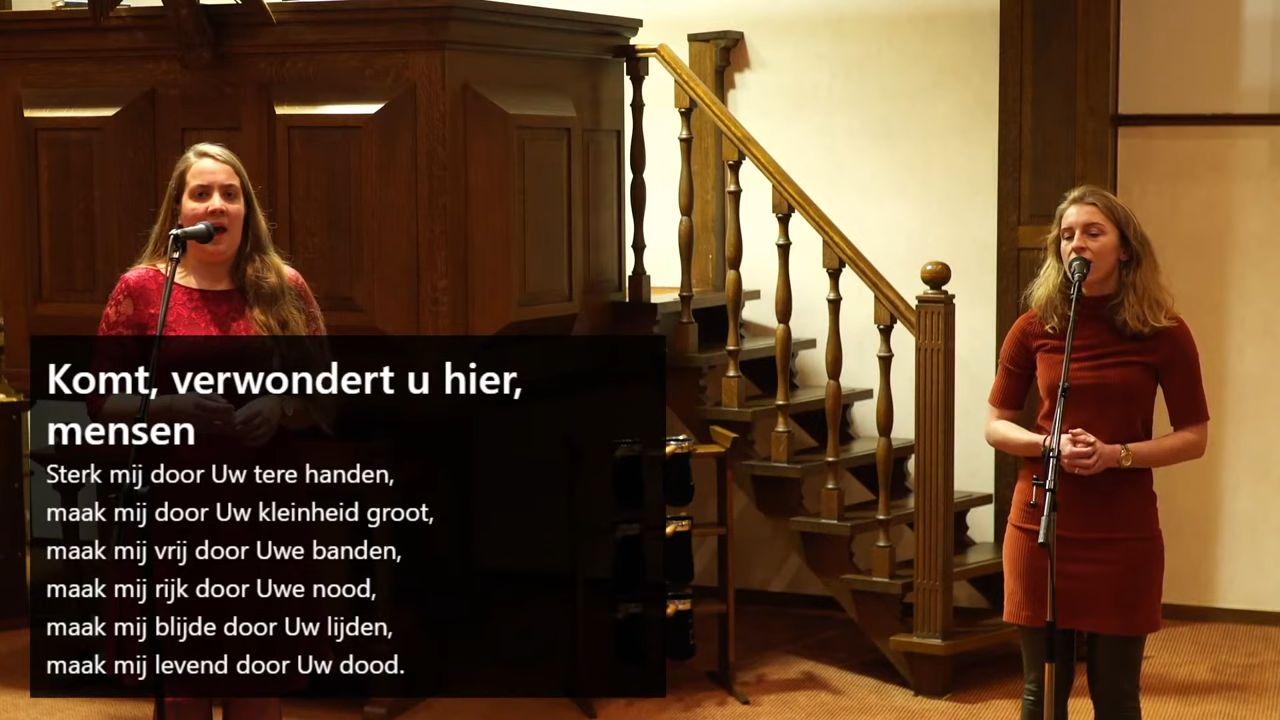 Komt, verwondert u hier,
mensen
Sterk mij door Uw tere handen,
maak mij door Uw kleinheid groot,
maak mij vrij door Uwe banden,
maak mij rijk door Uwe nood,
maak mij blijde door Uw lijden,
maak mij levend door Uw dood.